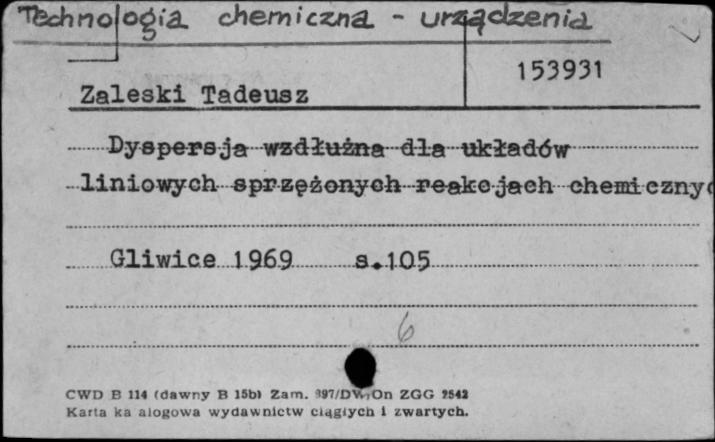 Technologia chemiczna - urządzenia
153931
Zaleski Tadeusz
Dyspersja wzdłużna dla układów
liniowych sprzężonych reakcjach chemiczny
Gliwice 1969 s.105
6
CWD B 114 (dawny B 15b) Zam. 397/DW/On ZGG 2542
Karta ka alogowa wydawnictw ciągłych i zwartych.